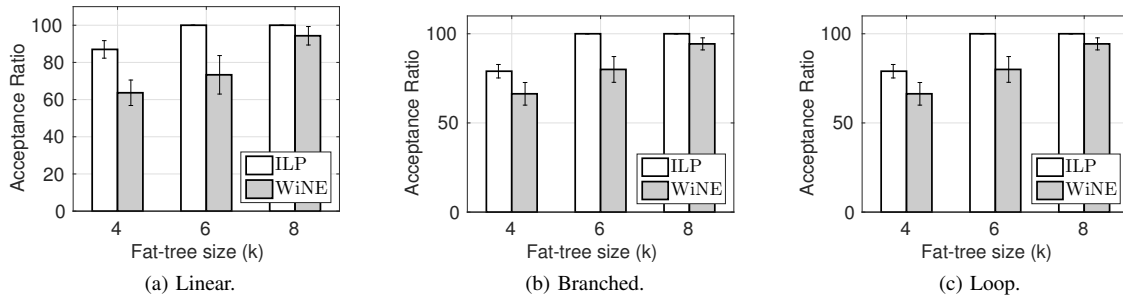 Acceptance Ratio
100
80
60
40
20
0
4
6
8
ILP
WiNE
Fat-tree size (k)
(a) Linear.
Acceptance Ratio
100
50
0
4
6
8
ILP
WiNE
Fat-tree size (k)
(b) Branched.
Acceptance Ratio
100
50
0
4
6
8
ILP
WiNE
Fat-tree size (k)
(c) Loop.